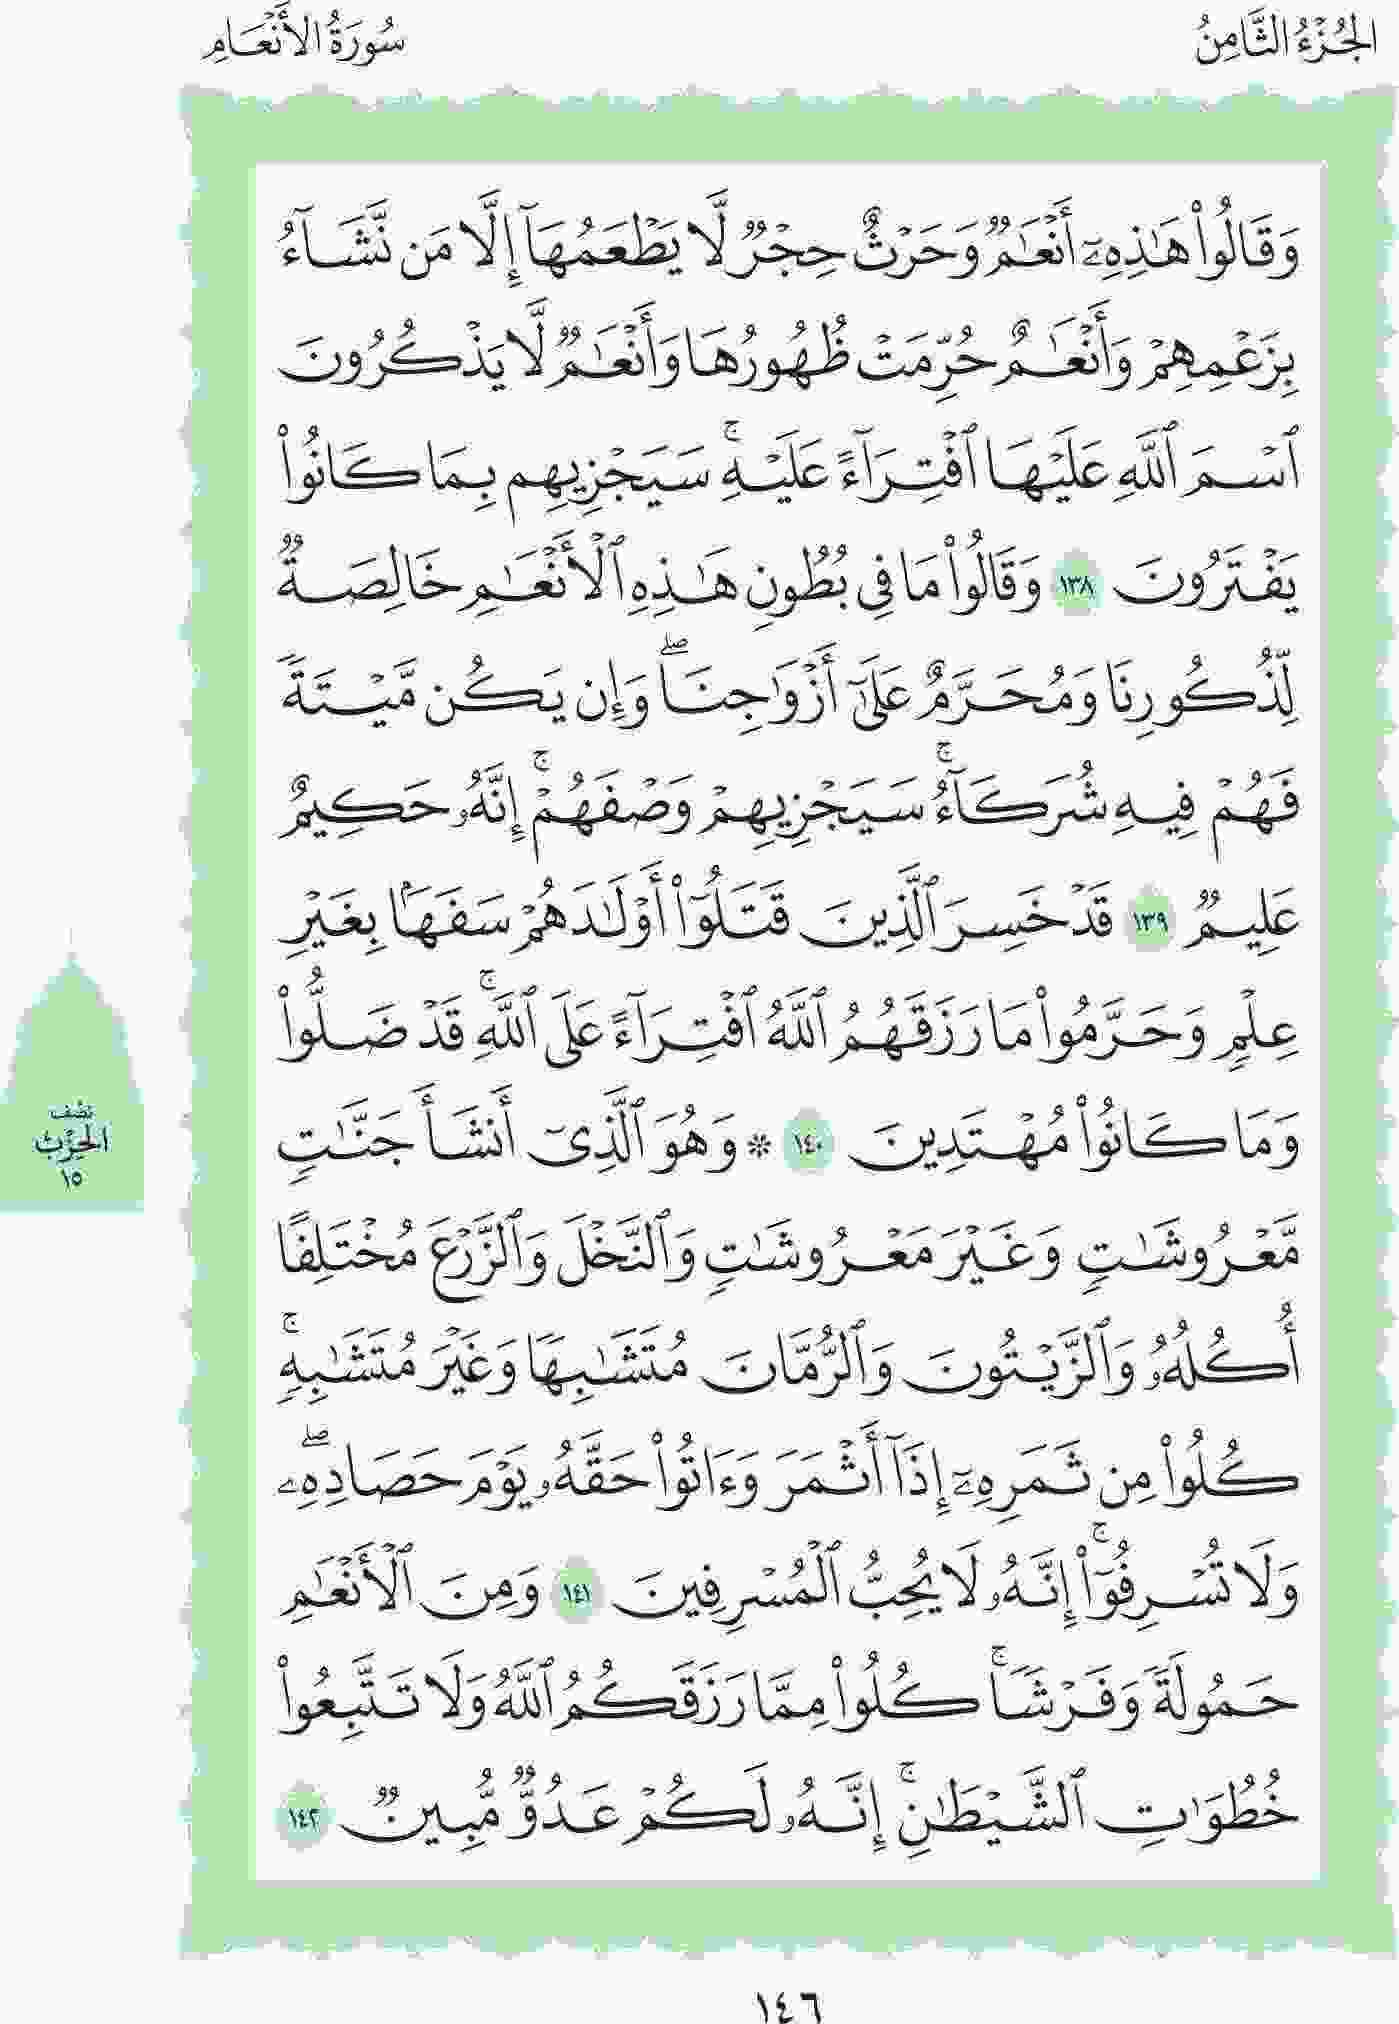 الجُزْءُ الثَّامِنُ
سُورَةُ الأَنْعَامِ
وَقَالُوا۟ هَـٰذِهِۦٓ أَنْعَـٰمٌ وَحَرْثٌ حِجْرٌ لَّا يَطْعَمُهَآ إِلَّا مَن نَّشَآءُ
بِزَعْمِهِمْ وَأَنْعَـٰمٌ حُرِّمَتْ ظُهُورُهَا وَأَنْعَـٰمٌ لَّا يَذْكُرُونَ
ٱسْمَ ٱللَّهِ عَلَيْهَا ٱفْتِرَآءً عَلَيْهِ ۚ سَيَجْزِيهِم بِمَا كَانُوا۟
يَفْتَرُونَ ١٣٨ وَقَالُوا۟ مَا فِى بُطُونِ هَـٰذِهِ ٱلْأَنْعَـٰمِ خَالِصَةٌ
لِّذُكُورِنَا وَمُحَرَّمٌ عَلَىٰٓ أَزْوَٰجِنَا ۖ وَإِن يَكُن مَّيْتَةً
فَهُمْ فِيهِ شُرَكَآءُ ۚ سَيَجْزِيهِمْ وَصْفَهُمْ ۚ إِنَّهُۥ حَكِيمٌ
عَلِيمٌ ١٣٩ قَدْ خَسِرَ ٱلَّذِينَ قَتَلُوٓا۟ أَوْلَـٰدَهُمْ سَفَهًۢا بِغَيْرِ
عِلْمٍ وَحَرَّمُوا۟ مَا رَزَقَهُمُ ٱللَّهُ ٱفْتِرَآءً عَلَى ٱللَّهِ ۚ قَدْ ضَلُّوا۟
وَمَا كَانُوا۟ مُهْتَدِينَ ١٤٠ * وَهُوَ ٱلَّذِىٓ أَنشَأَ جَنَّـٰتٍ
مَّعْرُوشَـٰتٍ وَغَيْرَ مَعْرُوشَـٰتٍ وَٱلنَّخْلَ وَٱلزَّرْعَ مُخْتَلِفًا
أُكُلُهُۥ وَٱلزَّيْتُونَ وَٱلرُّمَّانَ مُتَشَـٰبِهًا وَغَيْرَ مُتَشَـٰبِهٍ ۚ
كُلُوا۟ مِن ثَمَرِهِۦٓ إِذَآ أَثْمَرَ وَءَاتُوا۟ حَقَّهُۥ يَوْمَ حَصَادِهِۦ ۖ
وَلَا تُسْرِفُوٓا۟ ۚ إِنَّهُۥ لَا يُحِبُّ ٱلْمُسْرِفِينَ ١٤١ وَمِنَ ٱلْأَنْعَـٰمِ
حَمُولَةً وَفَرْشًا ۚ كُلُوا۟ مِمَّا رَزَقَكُمُ ٱللَّهُ وَلَا تَتَّبِعُوا۟
خُطُوَٰتِ ٱلشَّيْطَـٰنِ ۚ إِنَّهُۥ لَكُمْ عَدُوٌّ مُّبِينٌ ١٤٢
نِصْف
الحِزْبِ
١٥
١٤٦